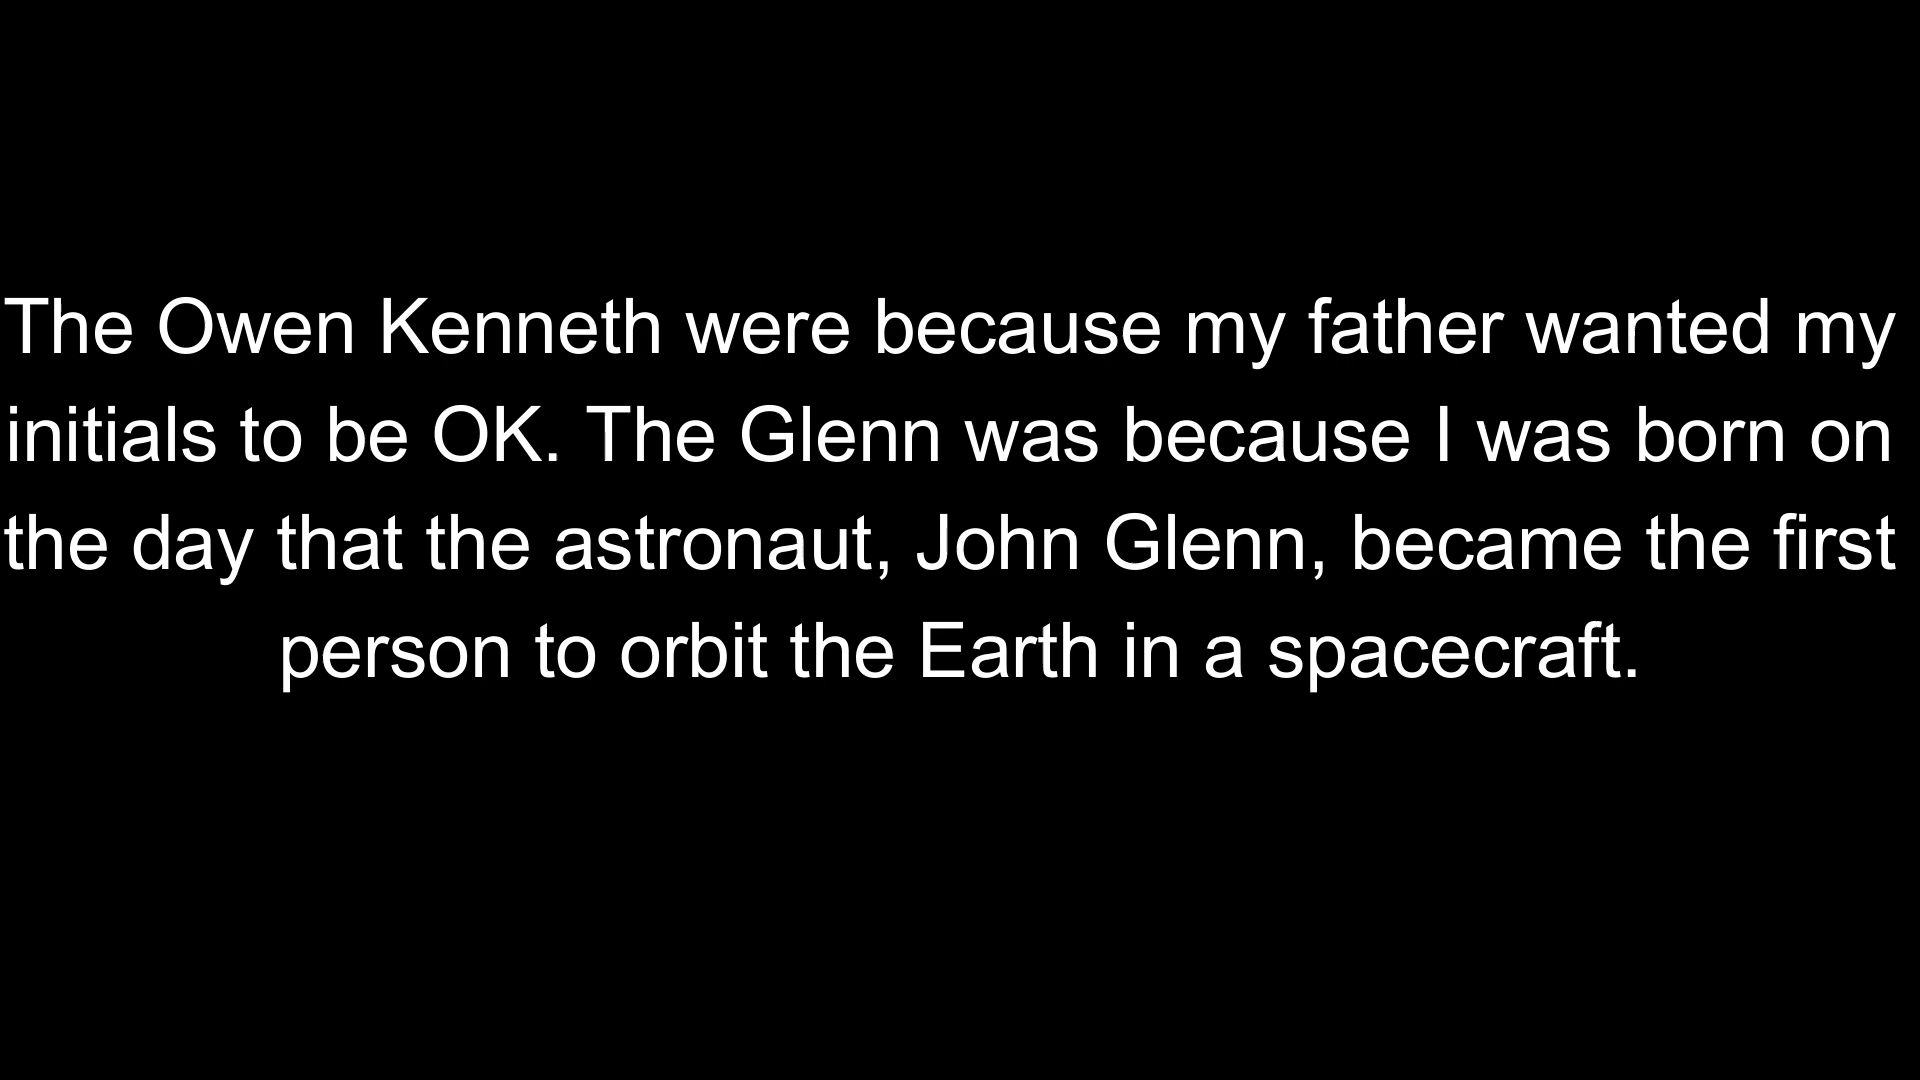 The Owen Kenneth were because my father wanted my
initials to be OK. The Glenn was because I was born on
the day that the astronaut, John Glenn, became the first
person to orbit the Earth in a spacecraft.